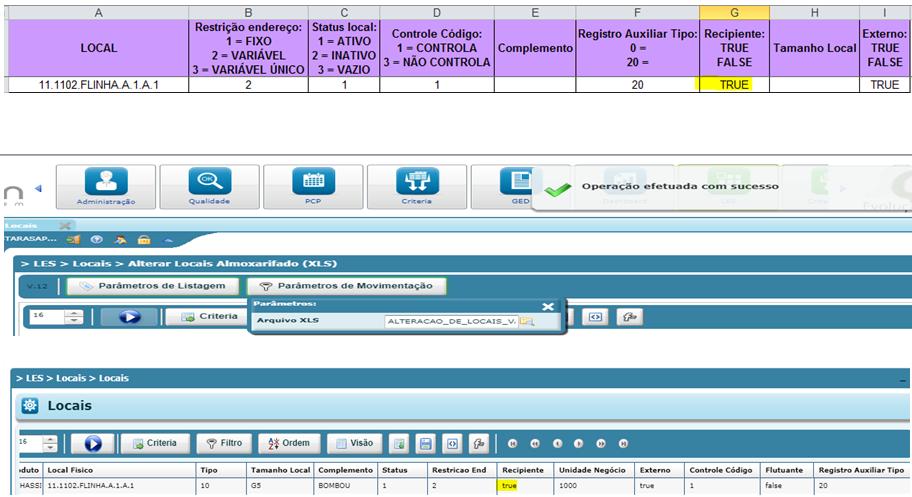 A B C D E F G H I
LOCAL
Restrição endereço:
1 = FIXO
2 = VARIÁVEL
3 = VARIÁVEL ÚNICO
Status local:
1 = ATIVO
2 = INATIVO
3 = VAZIO
Controle Código:
1 = CONTROLA
3 = NÃO CONTROLA
Complemento
Registro Auxiliar Tipo:
0 =
20 =
Recipiente:
TRUE
FALSE
Tamanho Local
Externo:
TRUE
FALSE
11.1102.FLINHA.A.1.A.1 2 1 1 20 TRUE TRUE
Administração
Qualidade
PCP
Criteria
GED
Operação efetuada com sucesso
Locais
TARASAP...
> LES > Locais > Alterar Locais Almoxarifado (XLS)
V.12 Parâmetros de Listagem Parâmetros de Movimentação
16 Criteria
Parâmetros:
Arquivo XLS ALTERACAO_DE_LOCAIS_V.
> LES > Locais > Locais
Locais
16 Criteria Filtro Ordem Visão
duto Local Fisico Tipo Tamanho Local Complemento Status Restricao End Recipiente Unidade Negócio Externo Controle Código Flutuante Registro Auxiliar Tipo
HASSI 11.1102.FLINHA.A.1.A.1 10 G5 BOMBOU 1 2 true 1000 true 1 false 20